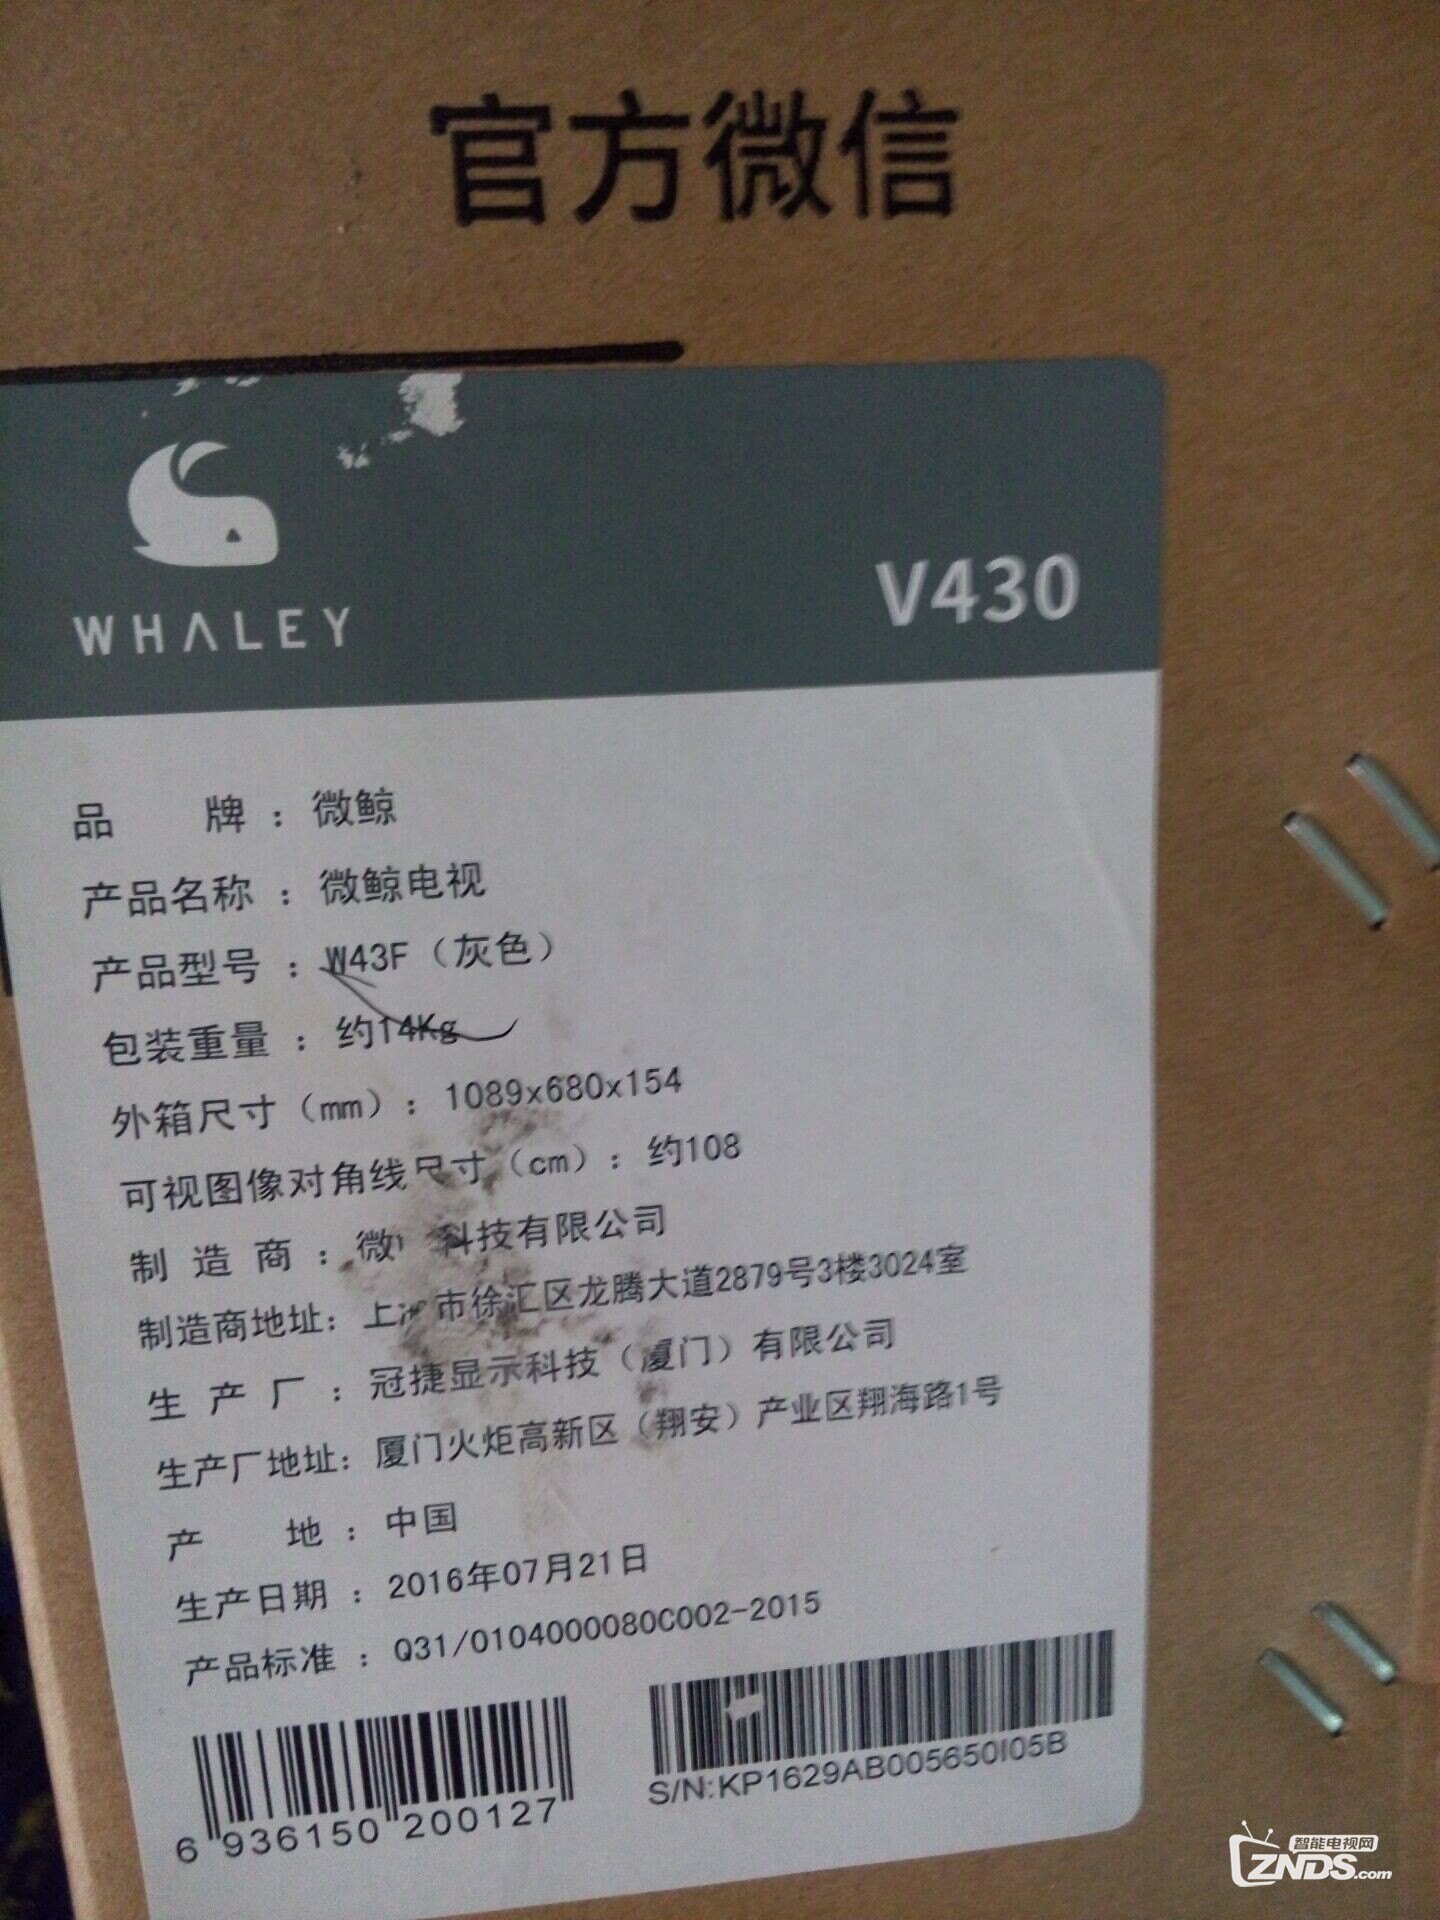 官方微信
WHALEY
V430
品 牌 : 微鲸
产品名称 : 微鲸电视
产品型号 : W43F（灰色）
包装重量 : 约14Kg
外箱尺寸（mm）: 1089x680x154
可视图像对角线尺寸（cm）: 约108
制 造 商 : 微 科技有限公司
制造商地址: 上海市徐汇区龙腾大道2879号3楼3024室
生 产 厂 : 冠捷显示科技（厦门）有限公司
生产厂地址: 厦门火炬高新区（翔安）产业区翔海路1号
产 地 : 中国
生产日期 : 2016年07月21日
产品标准 : Q31/0104000080C002-2015
6 936150 200127
S/N:KP1629AB005650I05B
智能电视网
ZNDS.com